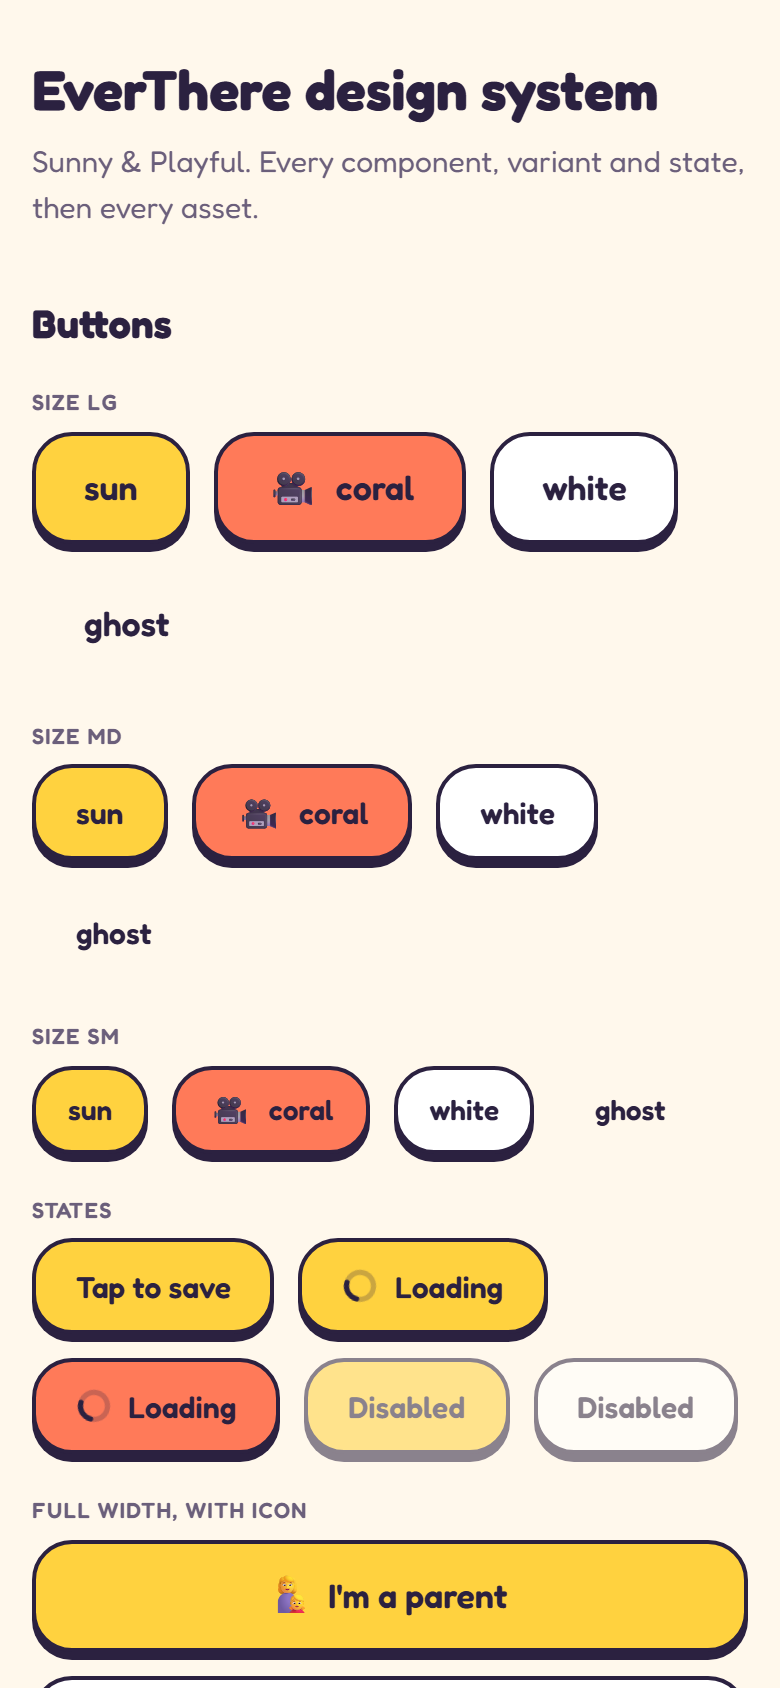 EverThere design system
Sunny & Playful. Every component, variant and state,
then every asset.
Buttons
SIZE LG
sun
coral
white
ghost
SIZE MD
sun
coral
white
ghost
SIZE SM
sun
coral
white
ghost
STATES
Tap to save
Loading
Loading
Disabled
Disabled
FULL WIDTH, WITH ICON
I'm a parent